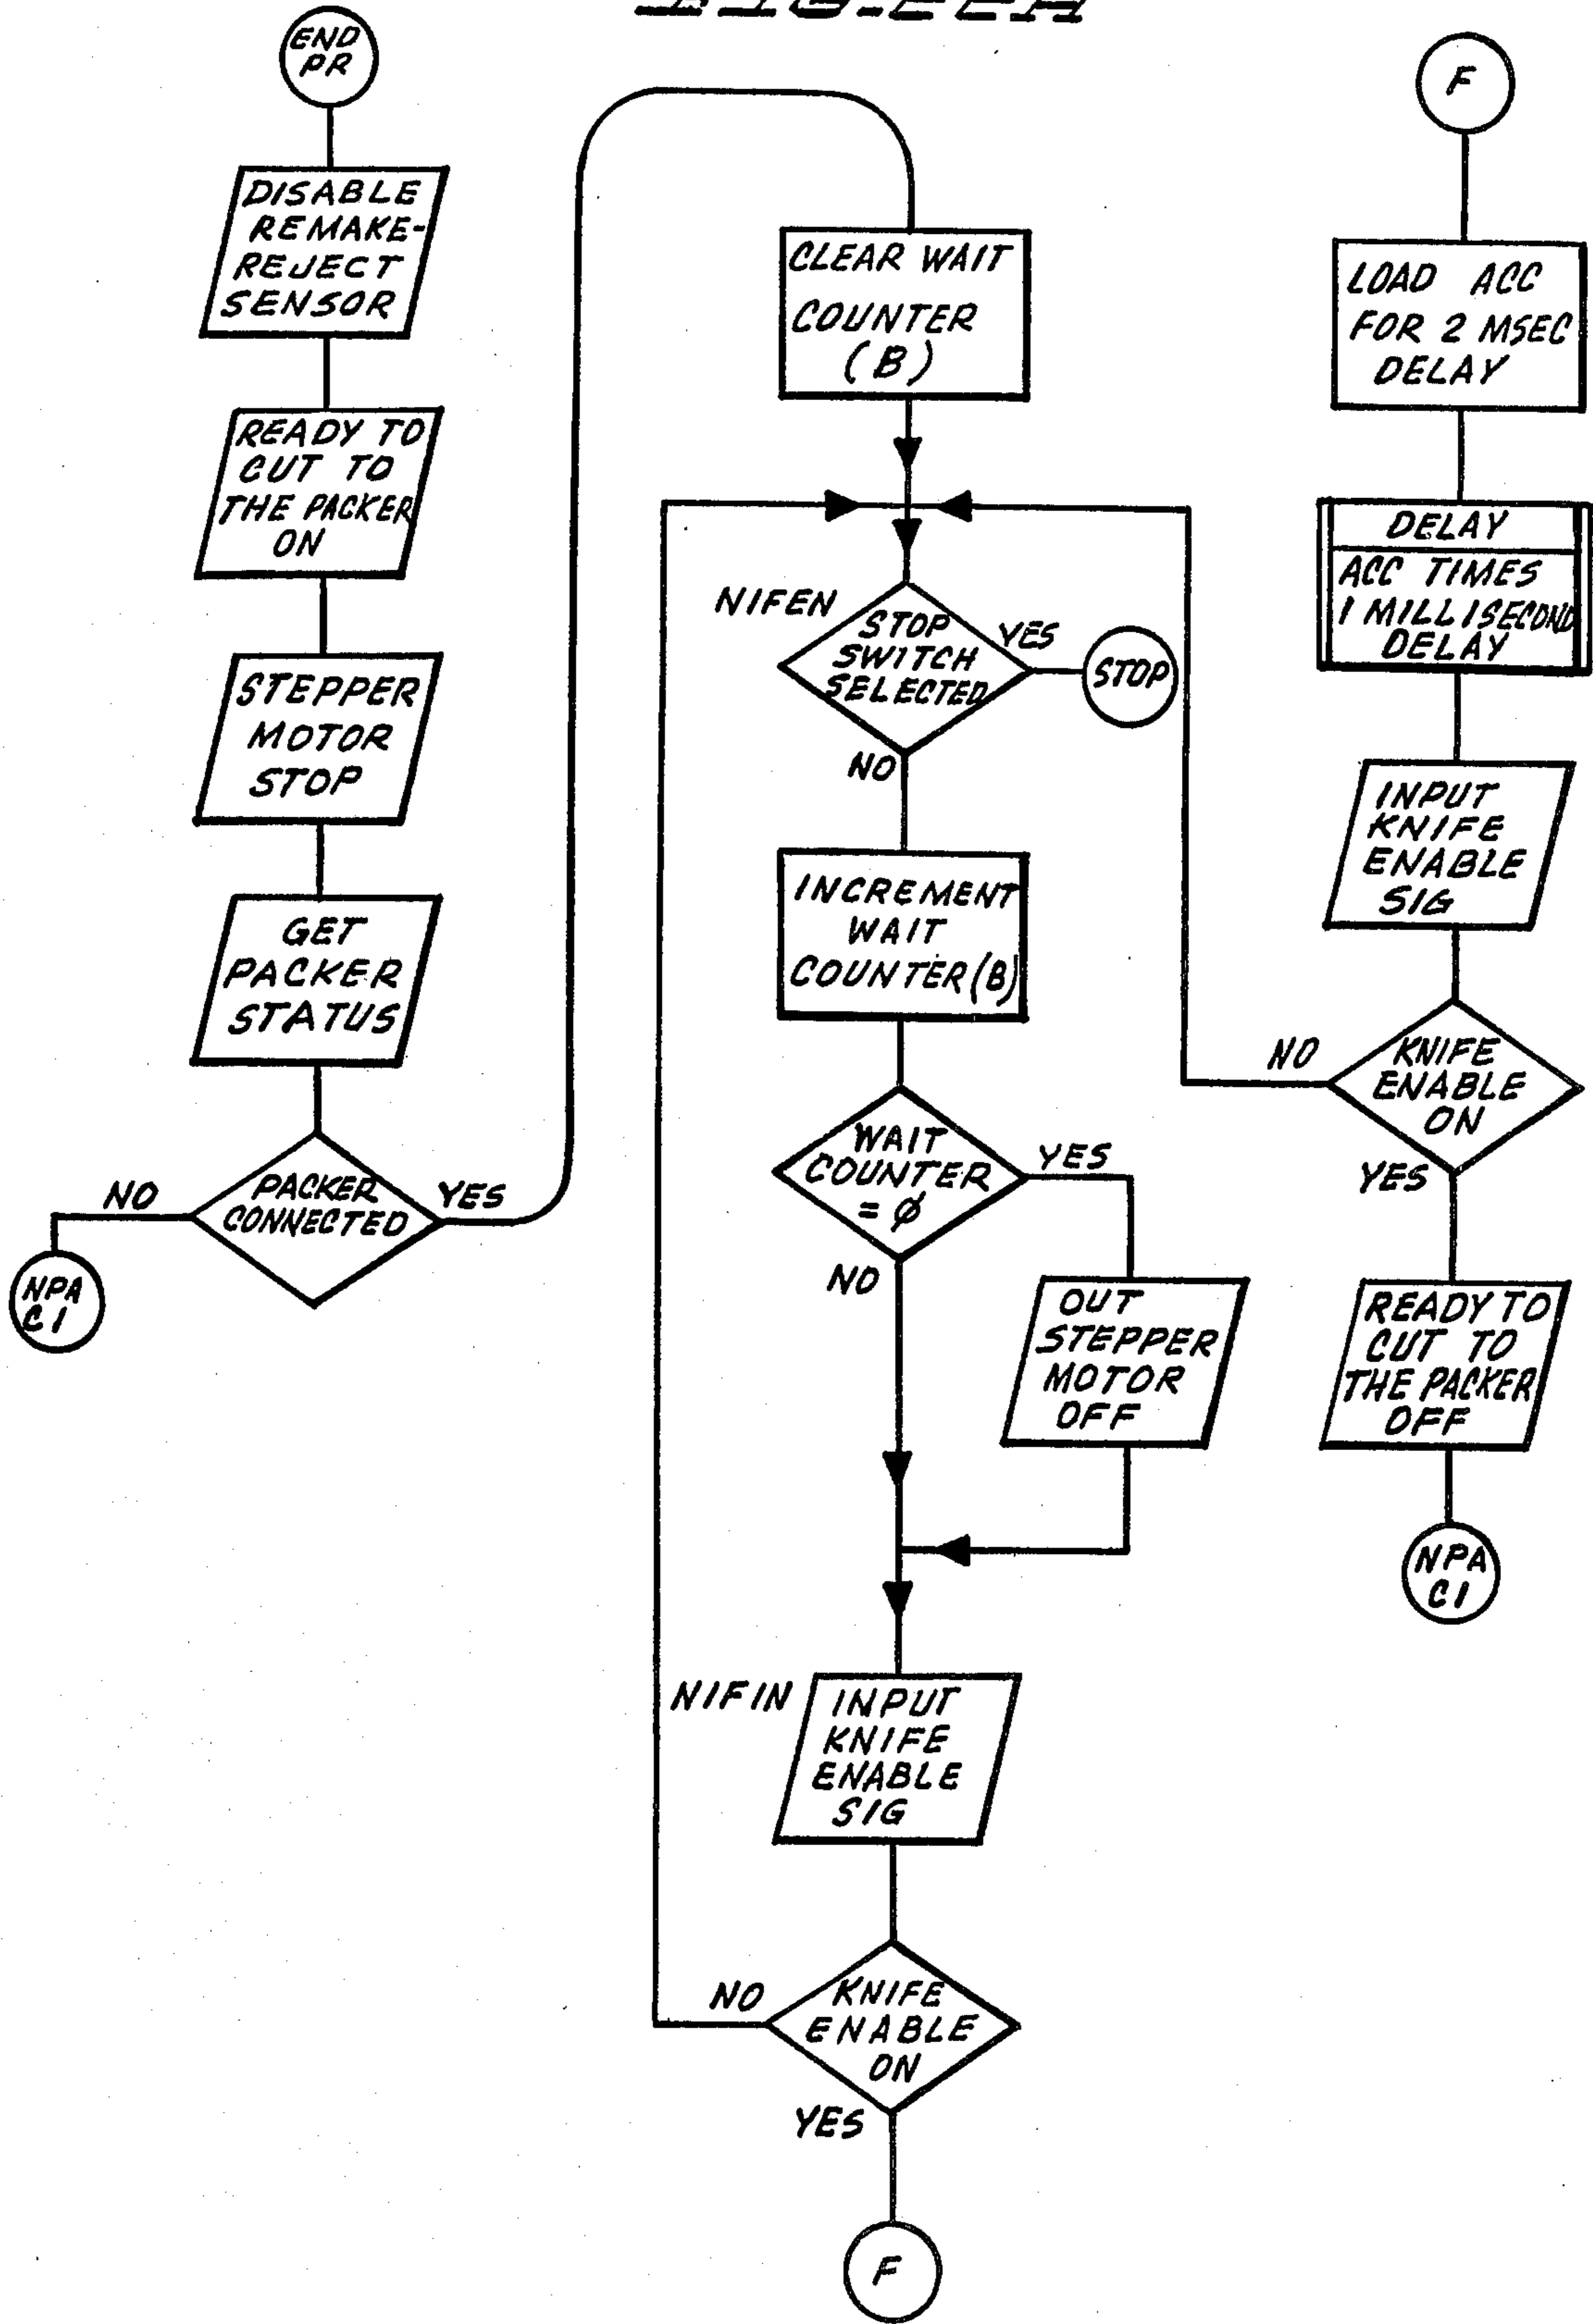 END
PR
DISABLE
REMAKE-
REJECT
SENSOR
READY TO
CUT TO
THE PACKER
ON
STEPPER
MOTOR
STOP
GET
PACKER
STATUS
PACKER
CONNECTED
NO
YES
NPA
C1
CLEAR WAIT
COUNTER
(B)
NIFEN
STOP
SWITCH
SELECTED
YES
STOP
NO
INCREMENT
WAIT
COUNTER (B)
WAIT
COUNTER
= Ø
YES
NO
OUT
STEPPER
MOTOR
OFF
NIFIN
INPUT
KNIFE
ENABLE
SIG
NO
KNIFE
ENABLE
ON
YES
F
F
LOAD ACC
FOR 2 MSEC
DELAY
DELAY
ACC TIMES
1 MILLISECOND
DELAY
INPUT
KNIFE
ENABLE
SIG
NO
KNIFE
ENABLE
ON
YES
READY TO
CUT TO
THE PACKER
OFF
NPA
C1